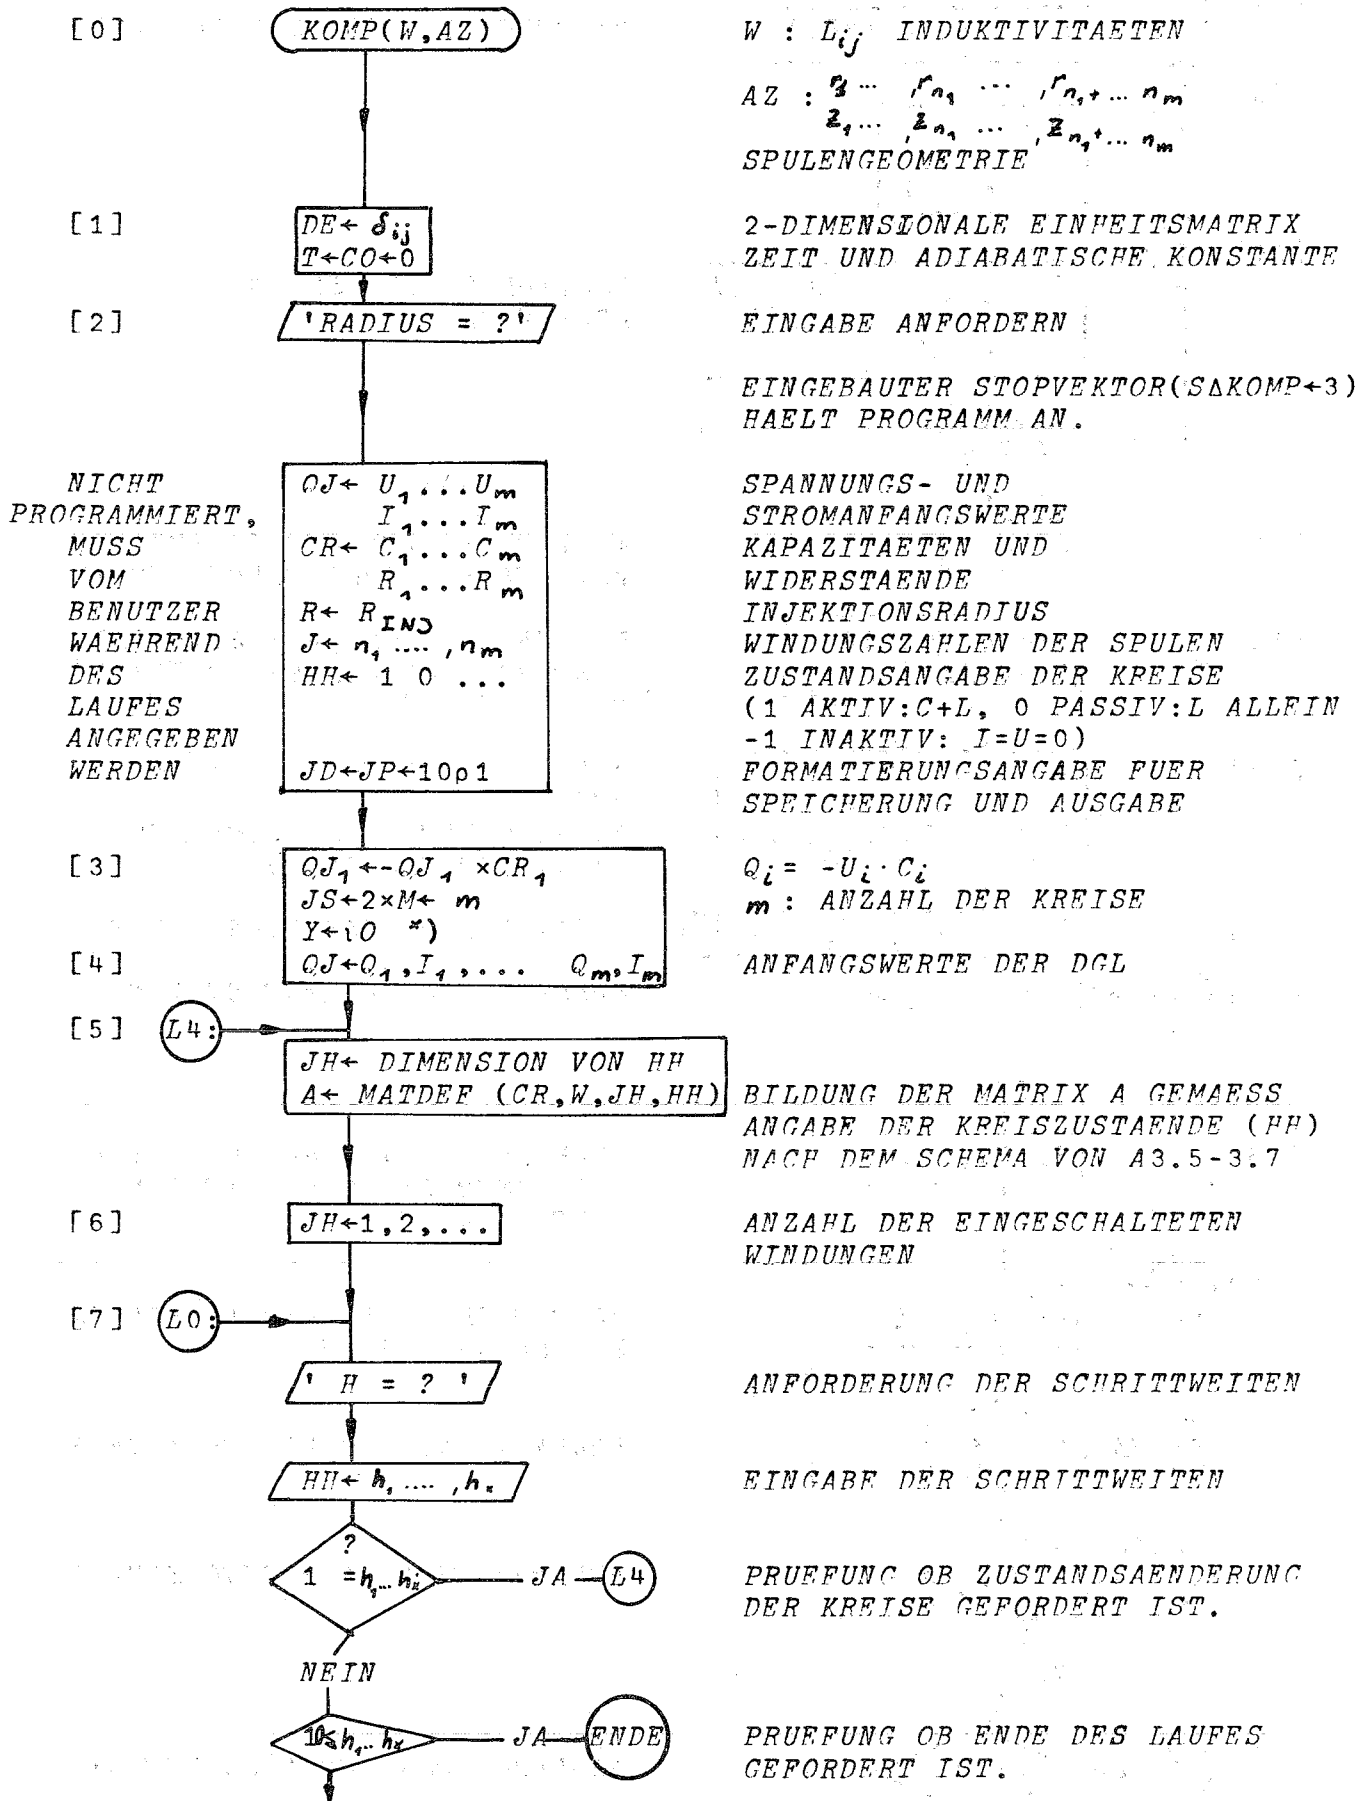 [0] KOMP(W,AZ) W : Lij INDUKTIVITAETEN
AZ : r1 ... , rn1 ... , rn1+ ... nm
z1 ... , zn1 ... , zn1+ ... nm
SPULENGEOMETRIE
[1] DE← δij 2-DIMENSIONALE EINHEITSMATRIX
T←CO←0 ZEIT UND ADIABATISCHE KONSTANTE
[2] 'RADIUS = ?' EINGABE ANFORDERN
EINGEBAUTER STOPVEKTOR(S∆KOMP←3)
HAELT PROGRAMM AN.
NICHT QJ← U1...Um SPANNUNGS- UND
PROGRAMMIERT, I1...Im STROMANFANGSWERTE
MUSS CR← C1...Cm KAPAZITAETEN UND
VOM R1...Rm WIDERSTAENDE
BENUTZER R← RINJ INJEKTIONSRADIUS
WAEHREND J← n1 .... ,nm WINDUNGSZAHLEN DER SPULEN
DES HH← 1 0 ... ZUSTANDSANGABE DER KREISE
LAUFES (1 AKTIV:C+L, 0 PASSIV:L ALLEIN
ANGEGEBEN -1 INAKTIV: I=U=0)
WERDEN JD←JP←10ρ1 FORMATIERUNGSANGABE FUER
SPEICHERUNG UND AUSGABE
[3] QJ1←-QJ1 ×CR1 Qi= -Ui·Ci
JS←2×M← m m : ANZAHL DER KREISE
Y←ι0 *)
[4] QJ←Q1,I1,... Qm,Im ANFANGSWERTE DER DGL
[5] L4:
JH← DIMENSION VON HH
A← MATDEF (CR,W,JH,HH) BILDUNG DER MATRIX A GEMAESS
ANGABE DER KREISZUSTAENDE (HH)
NACH DEM SCHEMA VON A3.5-3.7
[6] JH←1,2,... ANZAHL DER EINGESCHALTETEN
WINDUNGEN
[7] L0:
' H = ? ' ANFORDERUNG DER SCHRITTWEITEN
HH← h1 .... ,hx EINGABE DER SCHRITTWEITEN
?
1 =h1... hx JA L4 PRUEFUNG OB ZUSTANDSAENDERUNG
DER KREISE GEFORDERT IST.
NEIN
10≤h1.. hx JA ENDE PRUEFUNG OB ENDE DES LAUFES
GEFORDERT IST.